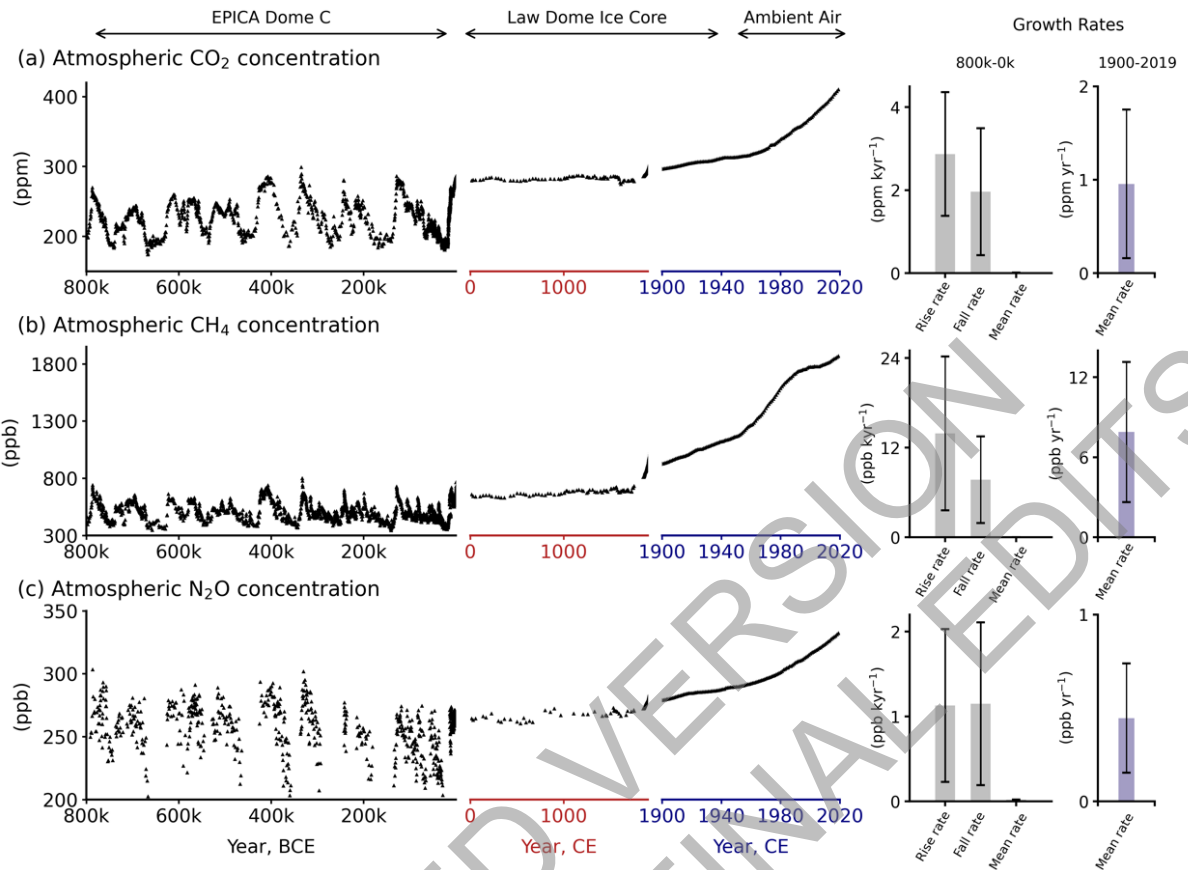 EPICA Dome C
Law Dome Ice Core
Ambient Air
Growth Rates
(a) Atmospheric CO₂ concentration
800k-0k
1900-2019
(ppm)
400
300
200
800k 600k 400k 200k
0 1000
1900 1940 1980 2020
(ppm kyr⁻¹)
4
2
0
Rise rate
Fall rate
Mean rate
(ppm yr⁻¹)
2
1
0
Mean rate
(b) Atmospheric CH₄ concentration
(ppb)
1800
1300
800
300
800k 600k 400k 200k
0 1000
1900 1940 1980 2020
(ppb kyr⁻¹)
24
12
0
Rise rate
Fall rate
Mean rate
(ppb yr⁻¹)
12
6
0
Mean rate
(c) Atmospheric N₂O concentration
(ppb)
350
300
250
200
800k 600k 400k 200k
0 1000
1900 1940 1980 2020
Year, BCE
Year, CE
Year, CE
(ppb kyr⁻¹)
2
1
0
Rise rate
Fall rate
Mean rate
(ppb yr⁻¹)
1
0
Mean rate
VERSION
EDITS